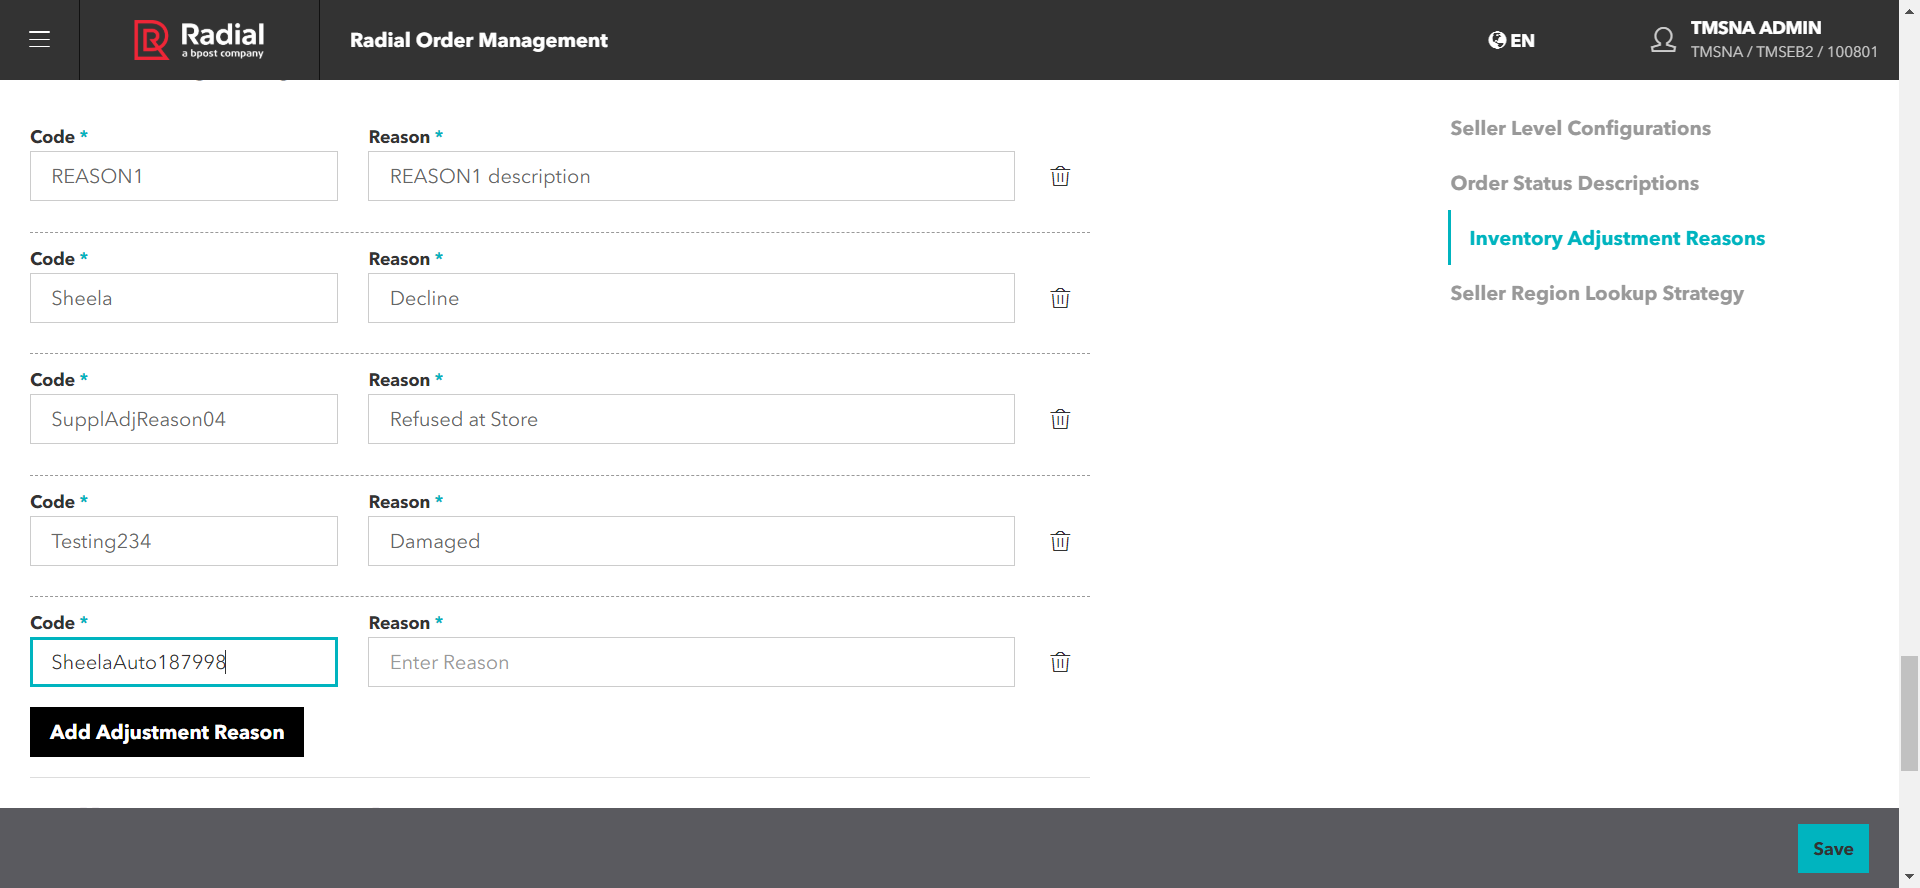 Radial
a bpost company
Radial Order Management
EN
TMSNA ADMIN
TMSNA / TMSEB2 / 100801
Code *
Reason *
REASON1
REASON1 description
Code *
Reason *
Sheela
Decline
Code *
Reason *
SupplAdjReason04
Refused at Store
Code *
Reason *
Testing234
Damaged
Code *
Reason *
SheelaAuto187998
Enter Reason
Add Adjustment Reason
Seller Level Configurations
Order Status Descriptions
Inventory Adjustment Reasons
Seller Region Lookup Strategy
Save